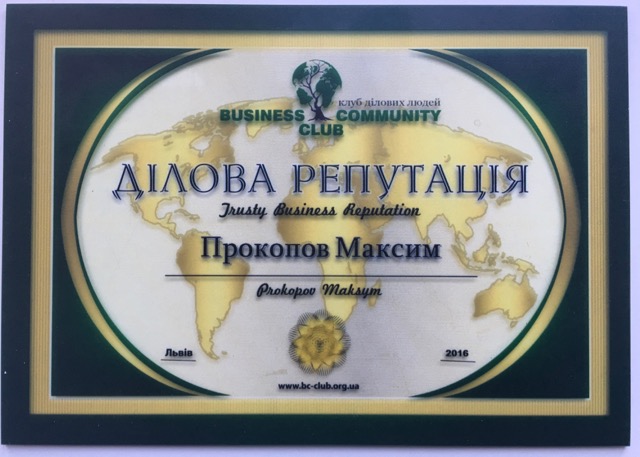 клуб ділових людей
BUSINESS COMMUNITY
CLUB
ДІЛОВА РЕПУТАЦІЯ
Trusty Business Reputation
Прокопов Максим
Prokopov Maksym
Львів
2016
www.bc-club.org.ua